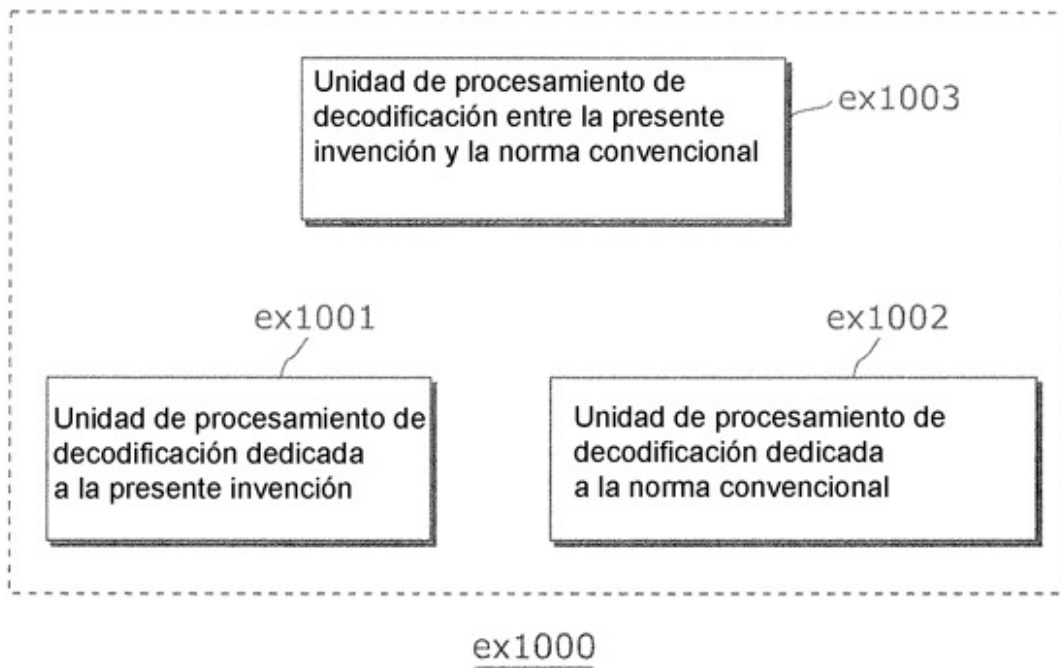 Unidad de procesamiento de
decodificación entre la presente
invención y la norma convencional
ex1003
ex1001
ex1002
Unidad de procesamiento de
decodificación dedicada
a la presente invención
Unidad de procesamiento de
decodificación dedicada
a la norma convencional
ex1000